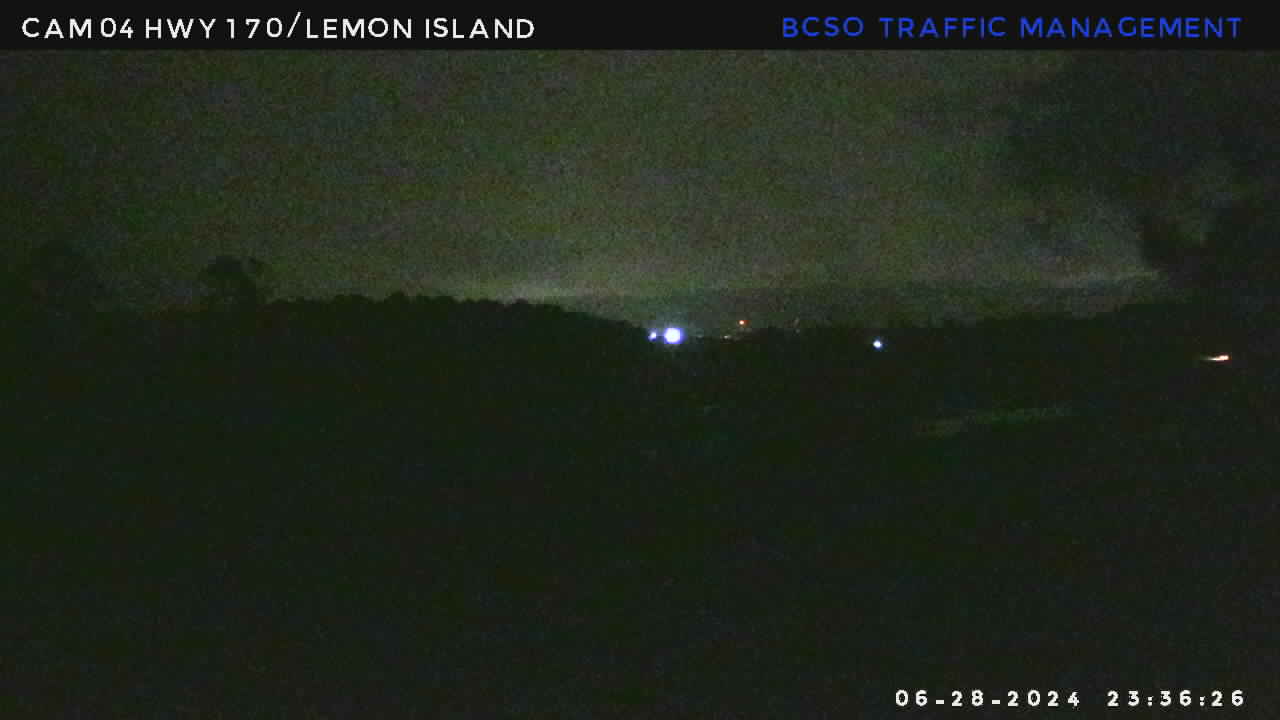 CAM04 HWY 170/LEMON ISLAND
BCSO TRAFFIC MANAGEMENT
06-28-2024 23:36:26